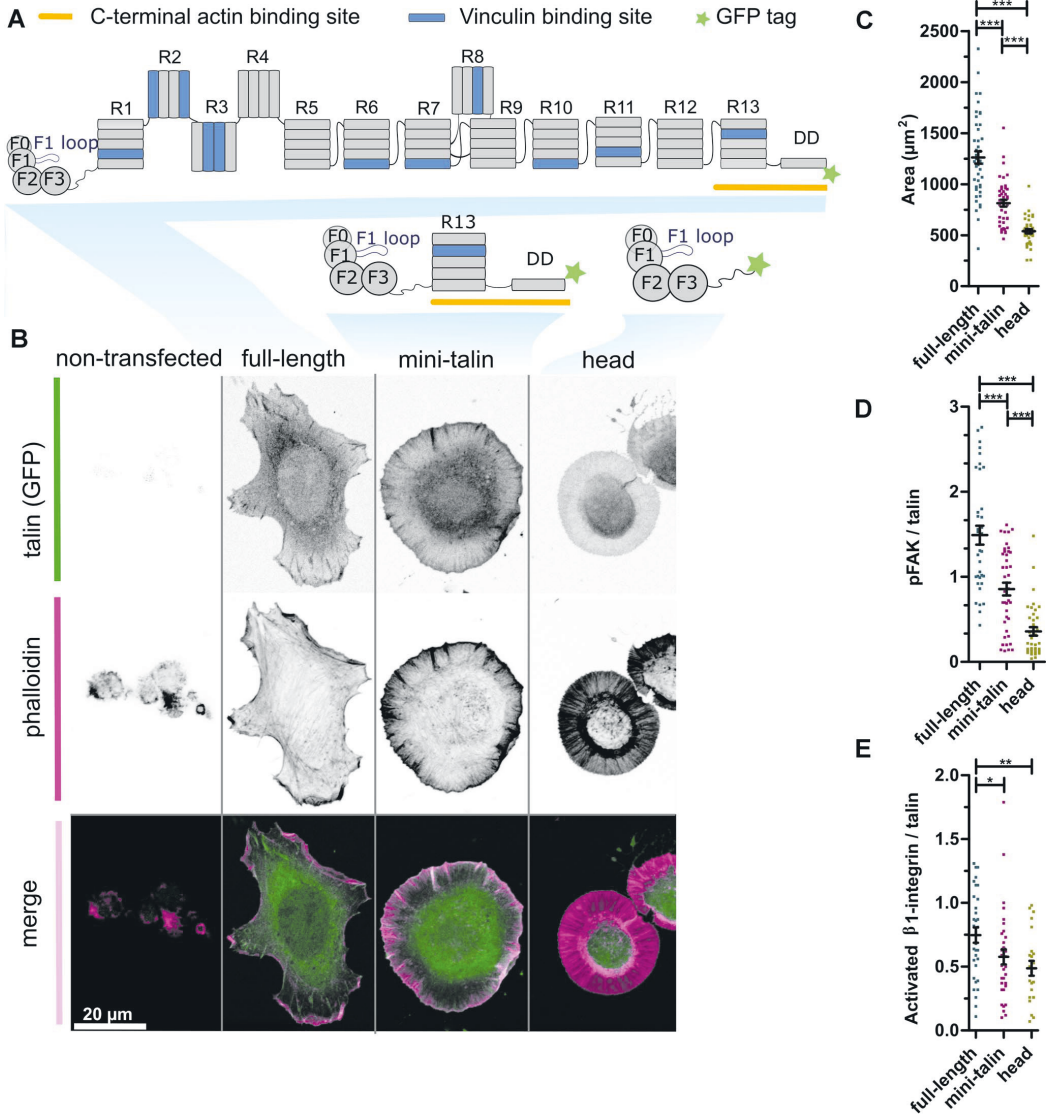 A
C-terminal actin binding site
Vinculin binding site
GFP tag
R2
R4
R8
R1
R3
R5
R6
R7
R9
R10
R11
R12
R13
DD
F0
F1 loop
F1
F2
F3
R13
F0
F1 loop
F1
F2
F3
DD
F0
F1 loop
F1
F2
F3
B
non-transfected
full-length
mini-talin
head
talin (GFP)
phalloidin
merge
20 µm
C
***
***
***
Area (µm²)
2500
2000
1500
1000
500
0
full-length
mini-talin
head
D
***
***
***
pFAK / talin
3
2
1
0
full-length
mini-talin
head
E
**
*
Activated β1-integrin / talin
2.0
1.5
1.0
0.5
0.0
full-length
mini-talin
head